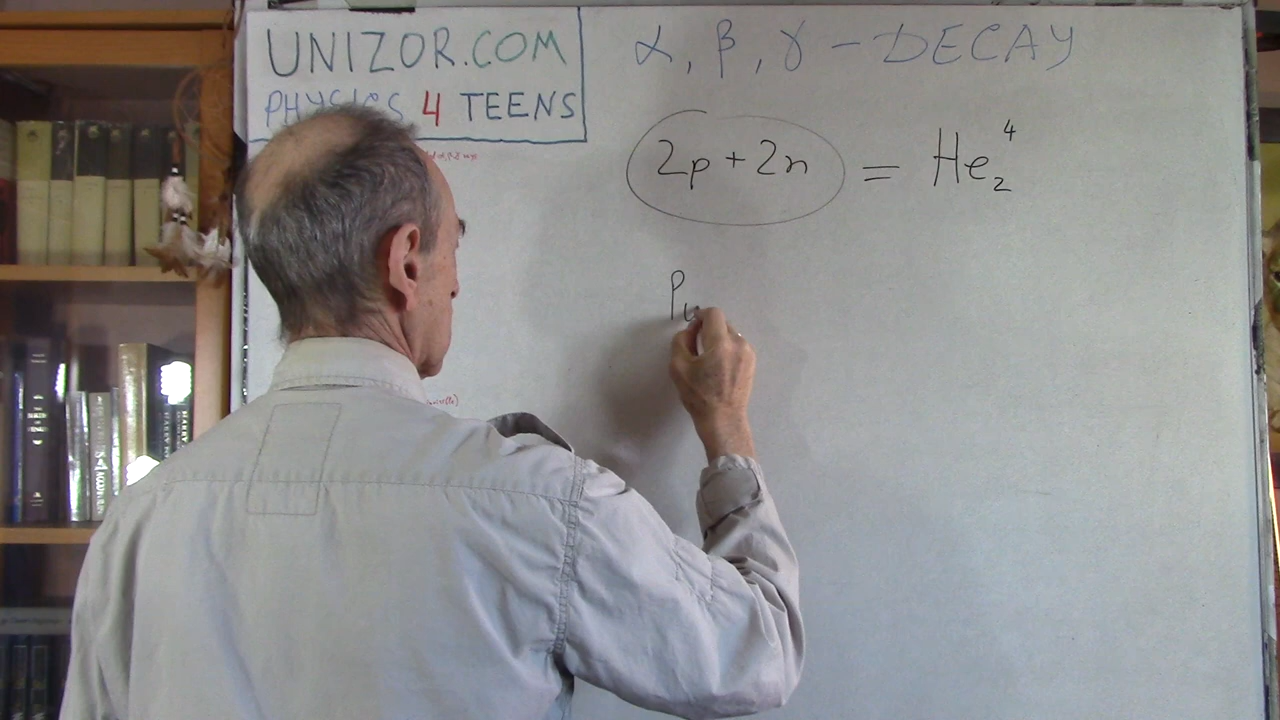 UNIZOR.COM
PHYSICS 4 TEENS
α, β, γ - DECAY
2p + 2n = He₂⁴
Pu